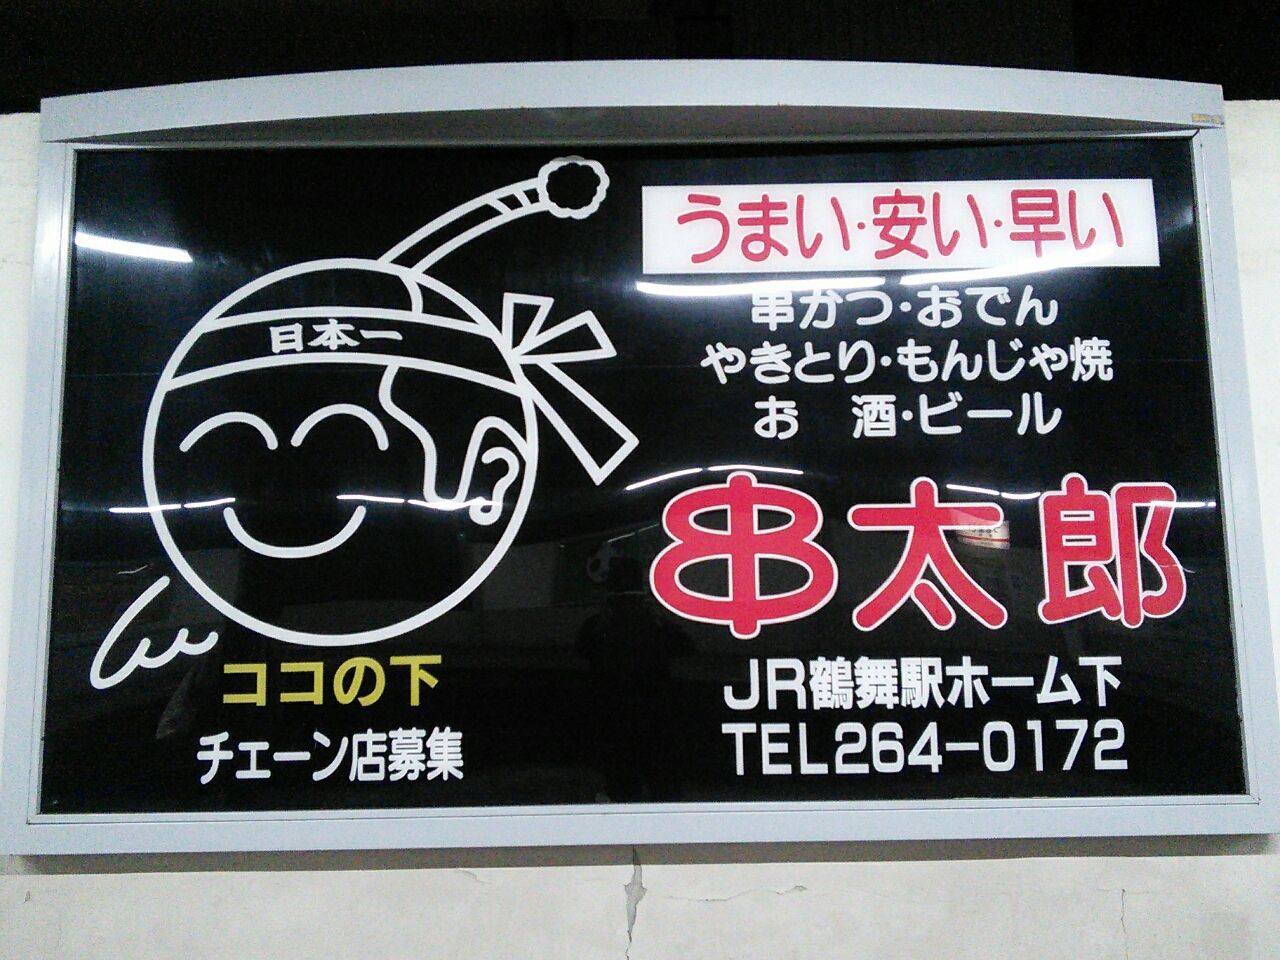 日本一
ココの下
チェーン店募集
うまい・安い・早い
串かつ・おでん
やきとり・もんじゃ焼
お 酒・ビール
串太郎
JR鶴舞駅ホーム下
TEL264-0172